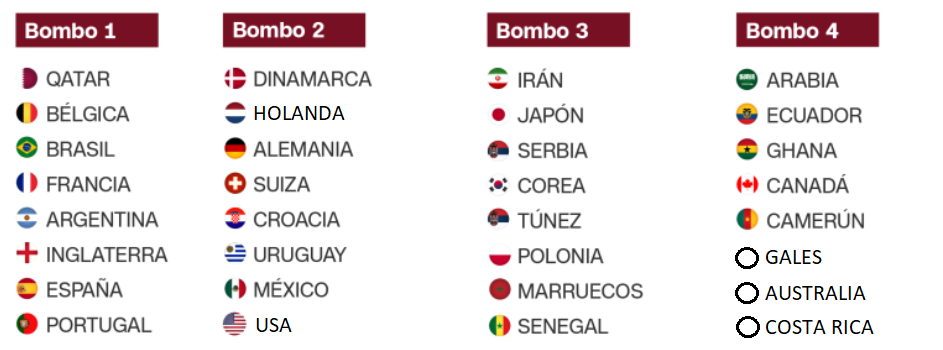 Bombo 1
QATAR
BÉLGICA
BRASIL
FRANCIA
ARGENTINA
INGLATERRA
ESPAÑA
PORTUGAL
Bombo 2
DINAMARCA
HOLANDA
ALEMANIA
SUIZA
CROACIA
URUGUAY
MÉXICO
USA
Bombo 3
IRÁN
JAPÓN
SERBIA
COREA
TÚNEZ
POLONIA
MARRUECOS
SENEGAL
Bombo 4
ARABIA
ECUADOR
GHANA
CANADÁ
CAMERÚN
GALES
AUSTRALIA
COSTA RICA